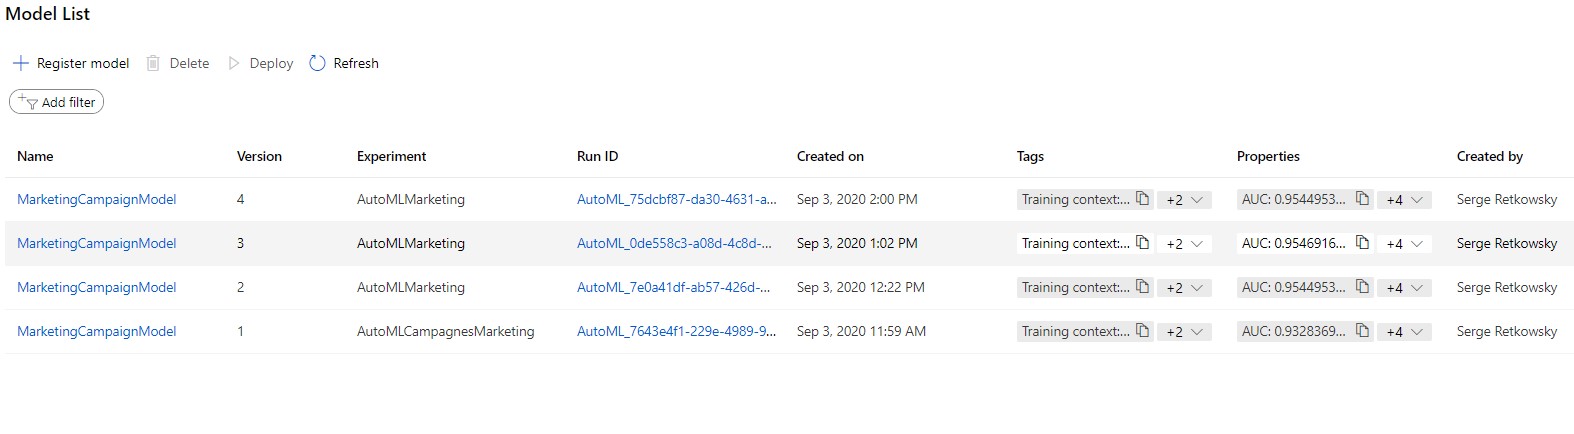 Model List
Register model Delete Deploy Refresh
Add filter
Name Version Experiment Run ID Created on Tags Properties Created by
MarketingCampaignModel 4 AutoMLMarketing AutoML_75dcbf87-da30-4631-a... Sep 3, 2020 2:00 PM Training context:... +2 AUC: 0.9544953... +4 Serge Retkowsky
MarketingCampaignModel 3 AutoMLMarketing AutoML_0de558c3-a08d-4c8d-... Sep 3, 2020 1:02 PM Training context:... +2 AUC: 0.9546916... +4 Serge Retkowsky
MarketingCampaignModel 2 AutoMLMarketing AutoML_7e0a41df-ab57-426d-... Sep 3, 2020 12:22 PM Training context:... +2 AUC: 0.9544953... +4 Serge Retkowsky
MarketingCampaignModel 1 AutoMLCampagnesMarketing AutoML_7643e4f1-229e-4989-9... Sep 3, 2020 11:59 AM Training context:... +2 AUC: 0.9328369... +4 Serge Retkowsky